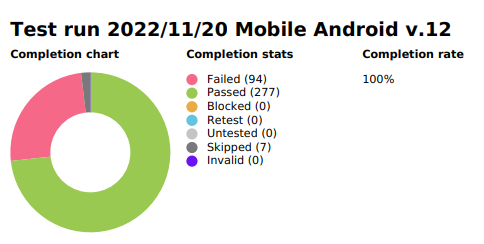 Test run 2022/11/20 Mobile Android v.12
Completion chart
Completion stats
Completion rate
Failed (94)
Passed (277)
Blocked (0)
Retest (0)
Untested (0)
Skipped (7)
Invalid (0)
100%